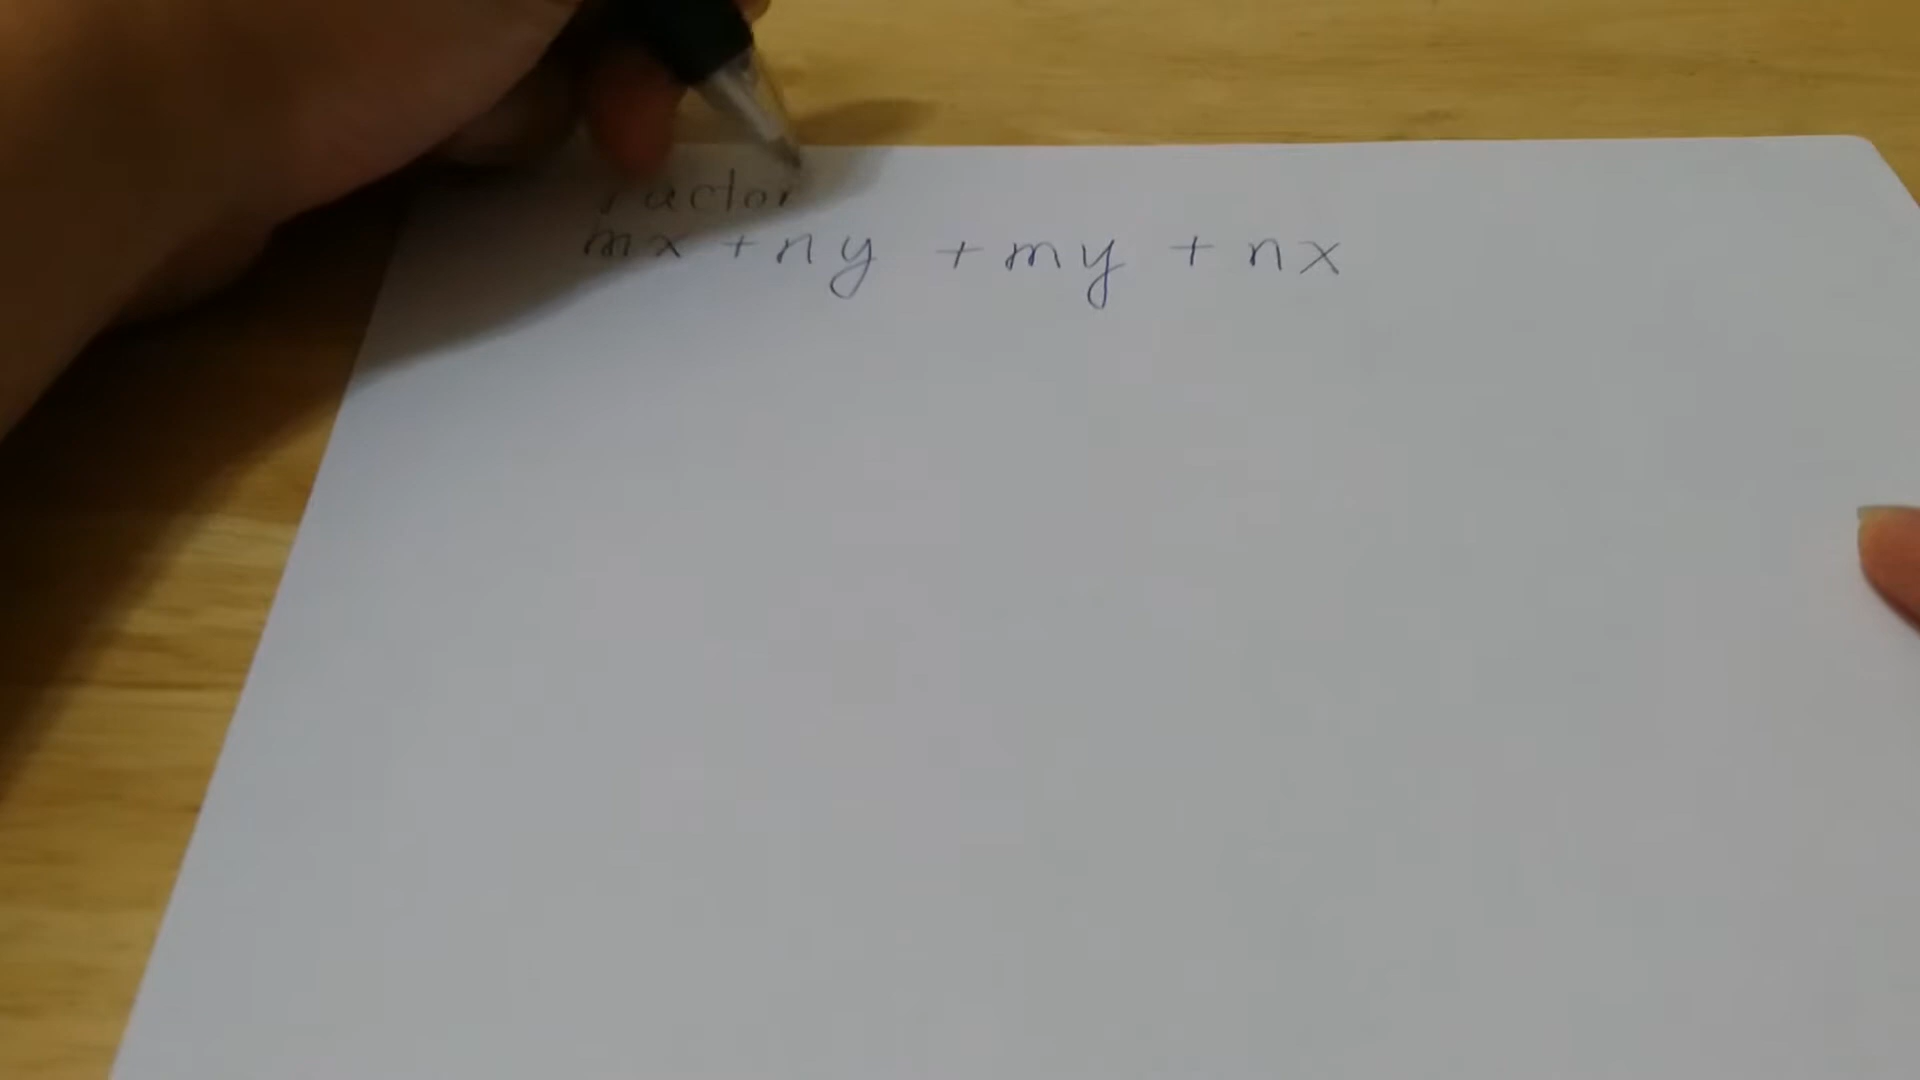 Factor
mx + ny + my + nx